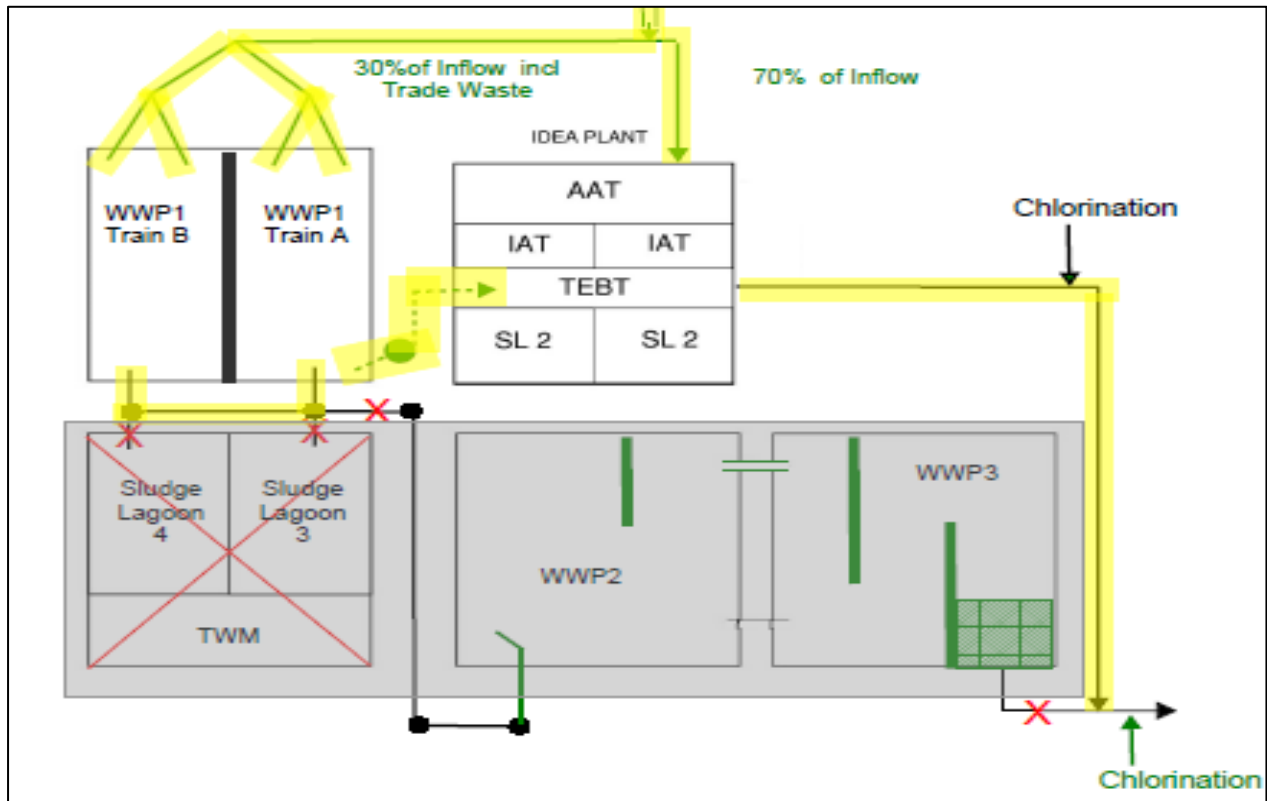 30%of Inflow incl
Trade Waste
70% of Inflow
IDEA PLANT
AAT
WWP1
Train B
WWP1
Train A
Chlorination
IAT
IAT
TEBT
SL 2
SL 2
Sludge
Lagoon
4
Sludge
Lagoon
3
WWP3
WWP2
TWM
Chlorination